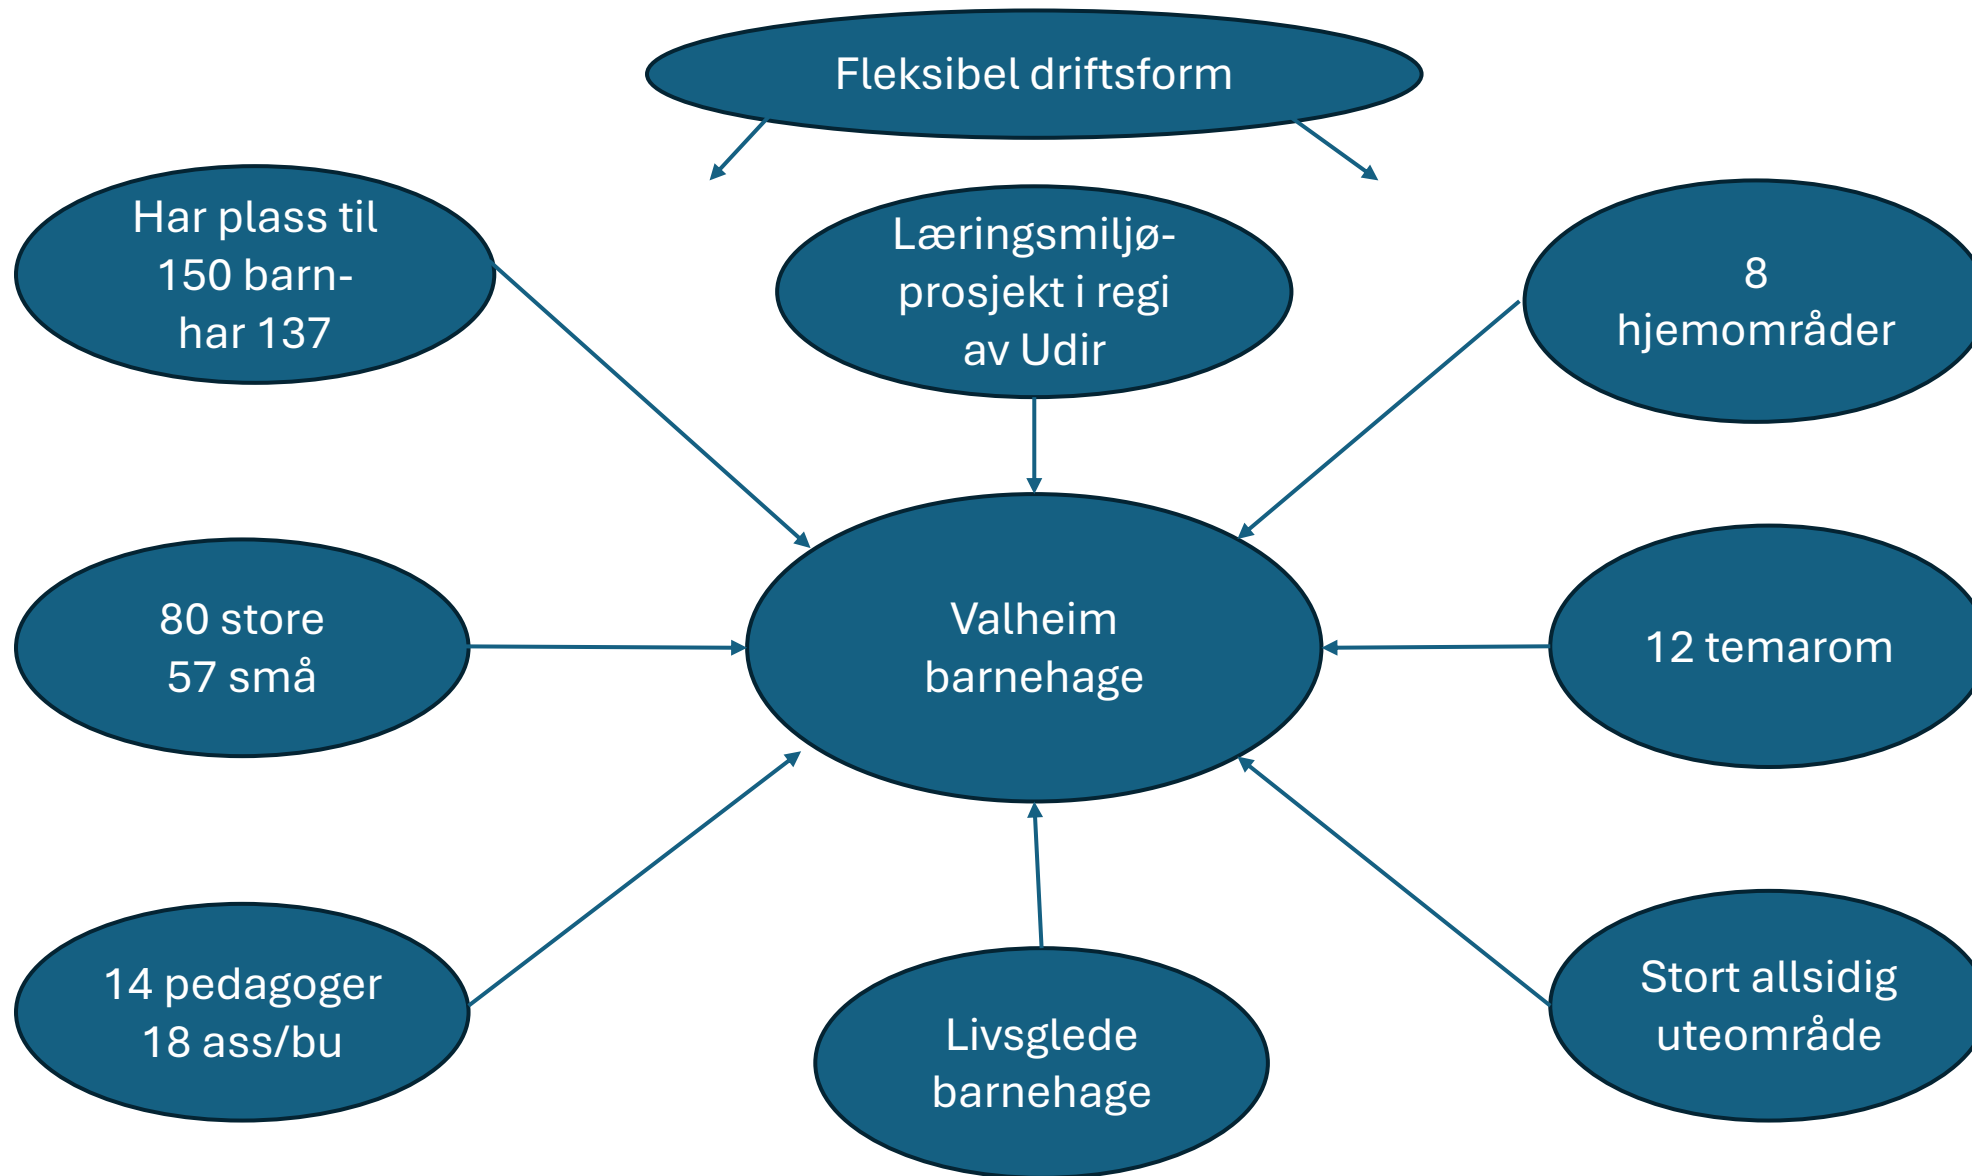 Fleksibel driftsform
Har plass til
150 barn-
har 137
Læringsmiljø-
prosjekt i regi
av Udir
8
hjemområder
80 store
57 små
Valheim
barnehage
12 temarom
14 pedagoger
18 ass/bu
Livsglede
barnehage
Stort allsidig
uteområde